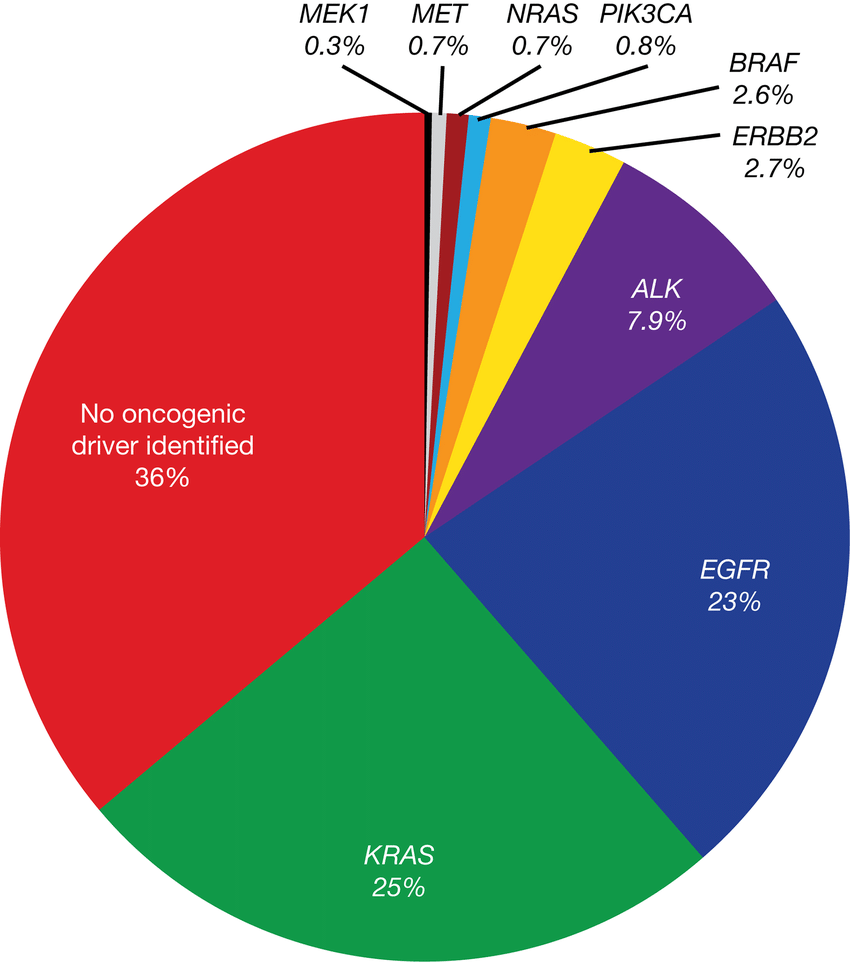 MEK1
0.3%
MET
0.7%
NRAS
0.7%
PIK3CA
0.8%
BRAF
2.6%
ERBB2
2.7%
ALK
7.9%
EGFR
23%
KRAS
25%
No oncogenic
driver identified
36%